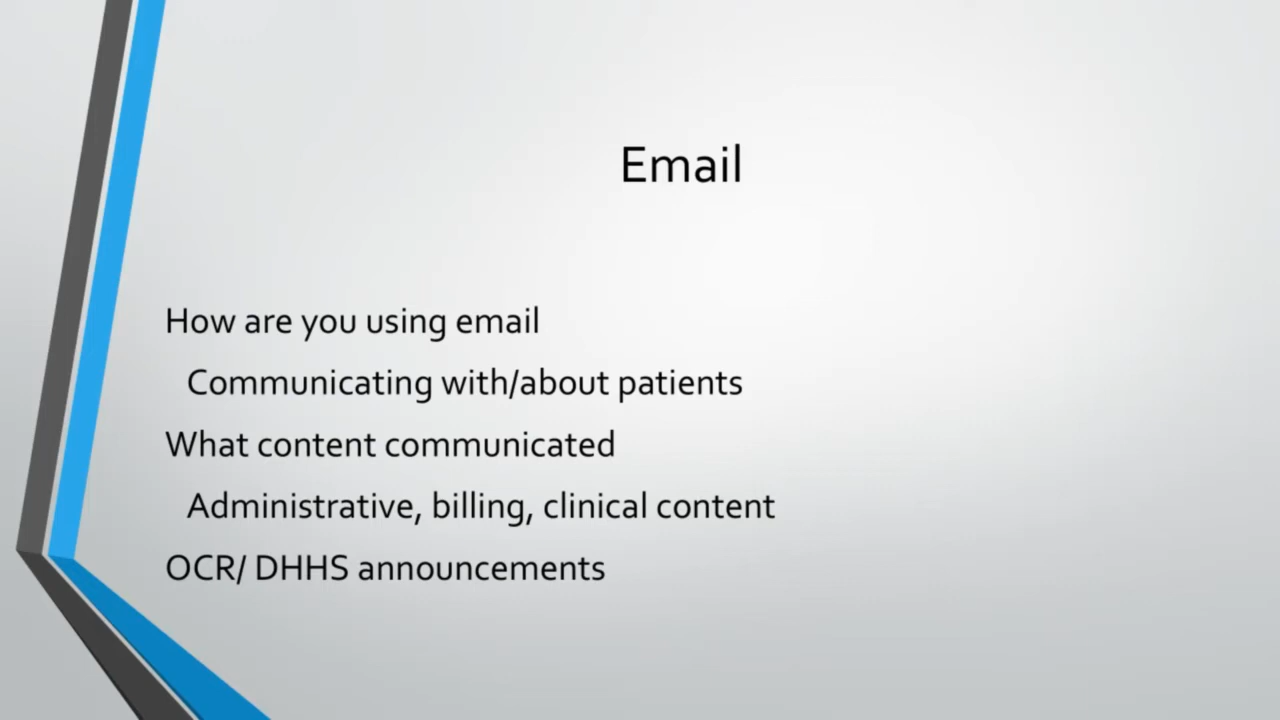 Email
How are you using email
Communicating with/about patients
What content communicated
Administrative, billing, clinical content
OCR/ DHHS announcements